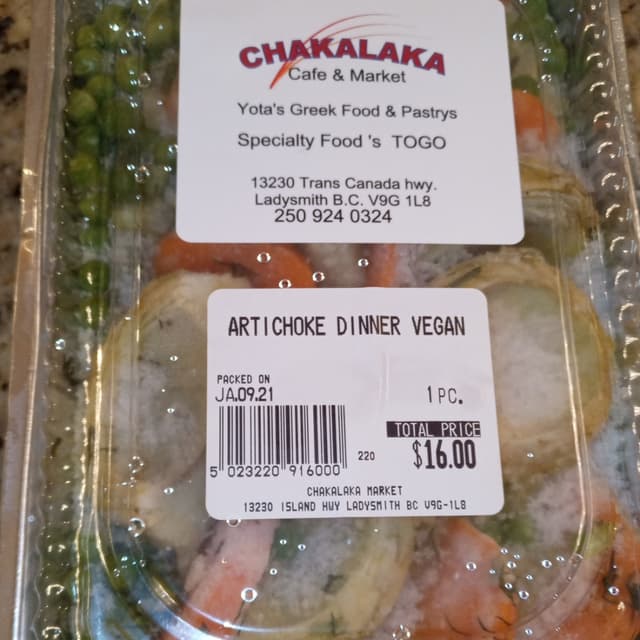 CHAKALAKA
Cafe & Market
Yota's Greek Food & Pastrys
Specialty Food 's TOGO
13230 Trans Canada hwy.
Ladysmith B.C. V9G 1L8
250 924 0324
ARTICHOKE DINNER VEGAN
PACKED ON
JA.09.21
1 PC.
TOTAL PRICE
220
$16.00
5 023220 916000
CHAKALAKA MARKET
13230 ISLAND HWY LADYSMITH BC V9G-1L8